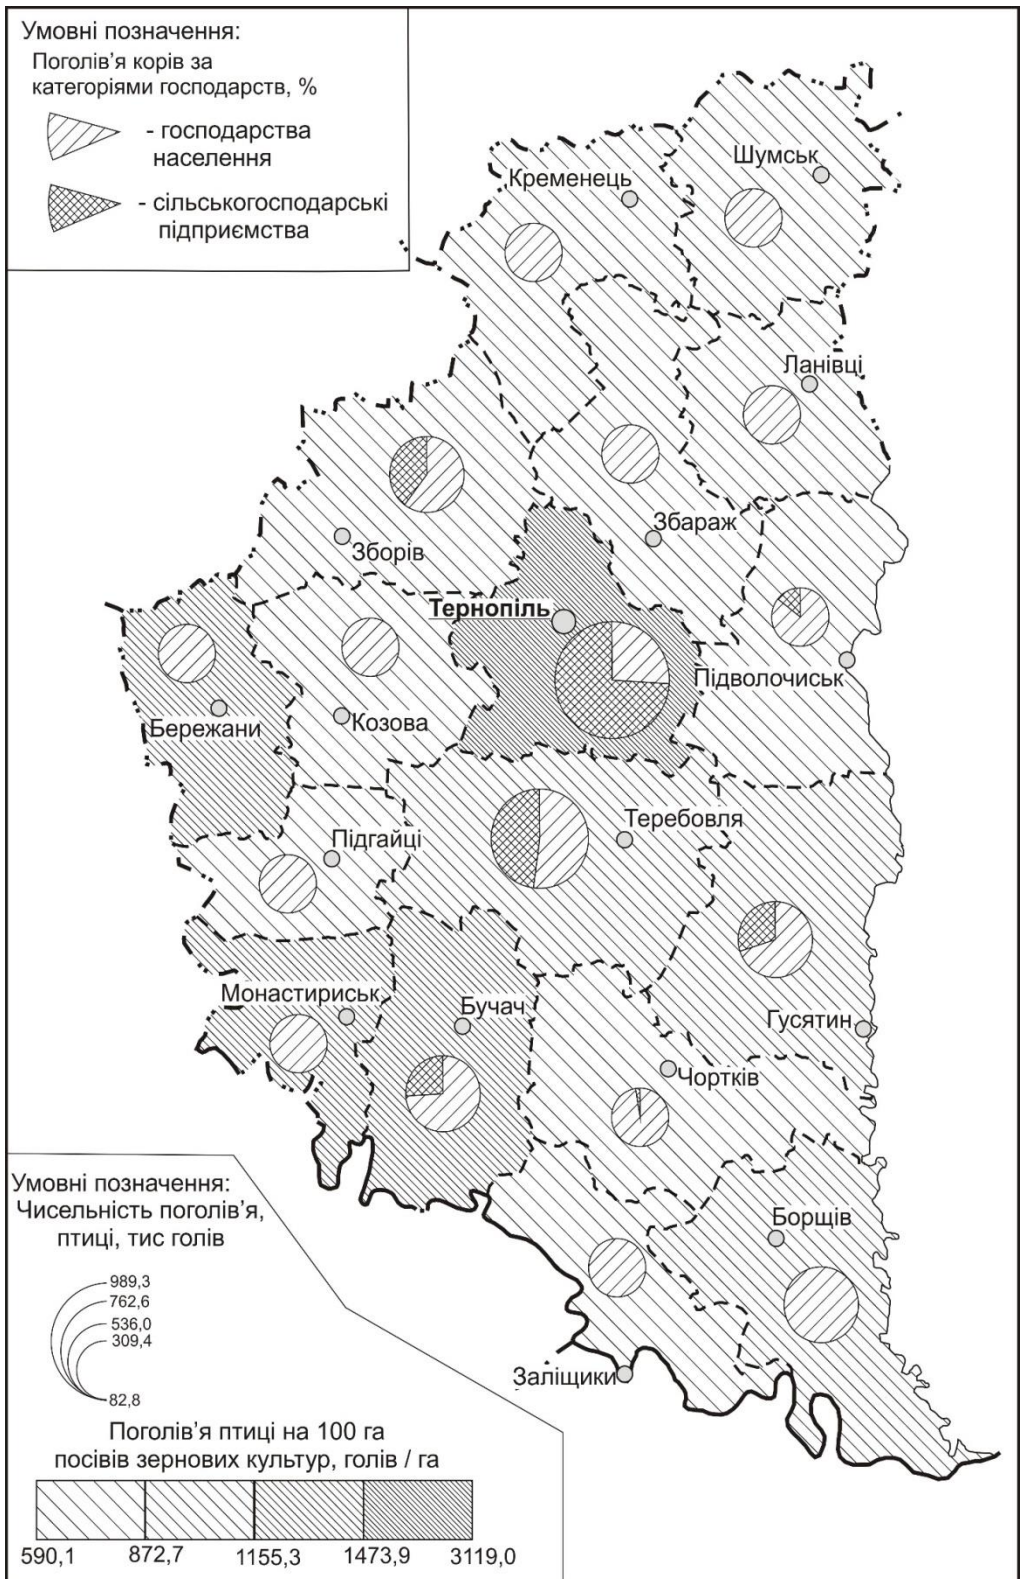 Умовні позначення:
Поголів’я корів за
категоріями господарств, %
- господарства
населення
- сільськогосподарські
підприємства
Шумськ
Кременець
Ланівці
Збараж
Зборів
Тернопіль
Підволочиськ
Бережани
Козова
Теребовля
Підгайці
Монастириськ
Бучач
Гусятин
Чортків
Борщів
Заліщики
Умовні позначення:
Чисельність поголів’я,
птиці, тис голів
989,3
762,6
536,0
309,4
82,8
Поголів’я птиці на 100 га
посівів зернових культур, голів / га
590,1 872,7 1155,3 1473,9 3119,0